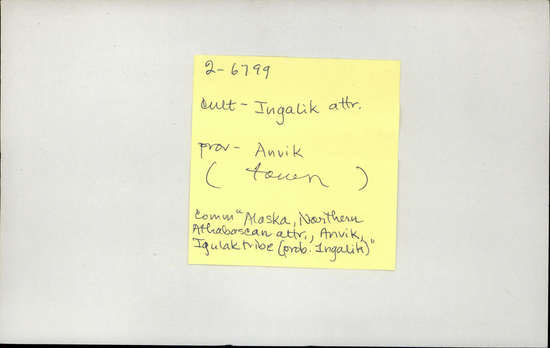 2-6799
cult - Ingalik attr.
prov - Anvik
( town )
comm "Alaska, Northern
Athabascan attr., Anvik,
Igulak tribe (prob. Ingalik)"